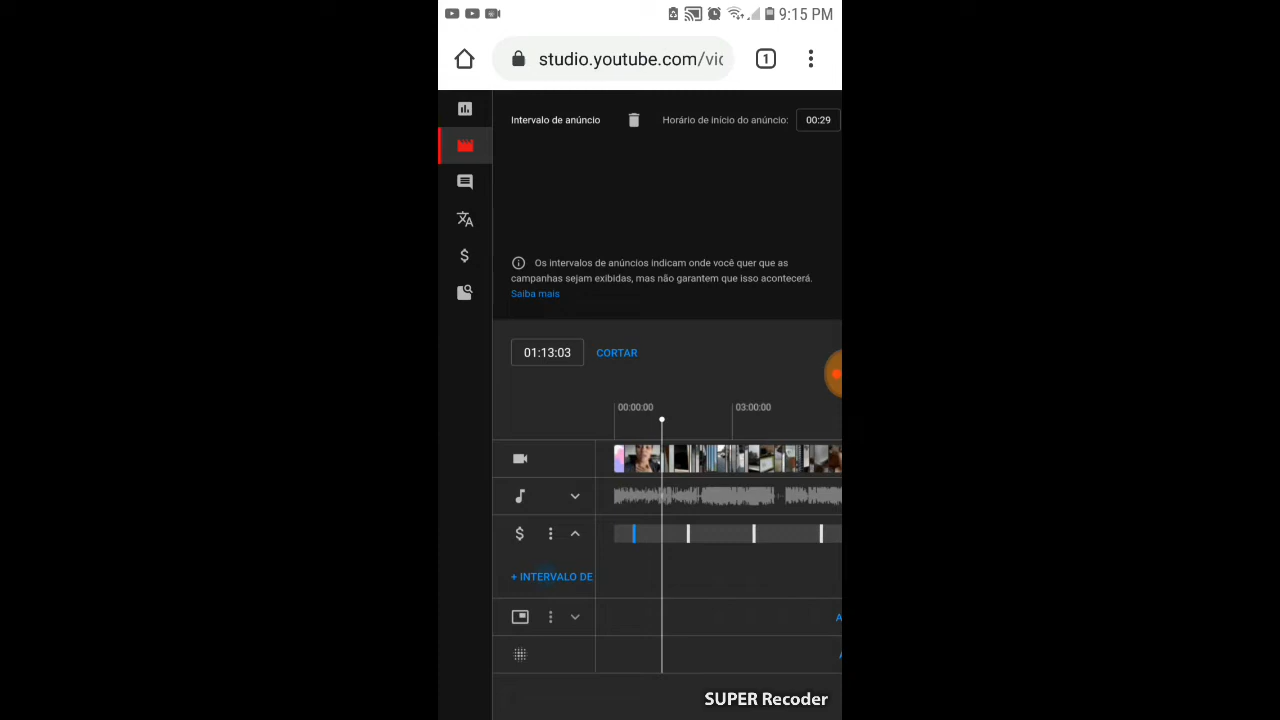 9:15 PM
studio.youtube.com/vid
1
Intervalo de anúncio
Horário de início do anúncio:
00:29
Os intervalos de anúncios indicam onde você quer que as
campanhas sejam exibidas, mas não garantem que isso acontecerá.
Saiba mais
01:13:03
CORTAR
00:00:00
03:00:00
+ INTERVALO DE
SUPER Recoder